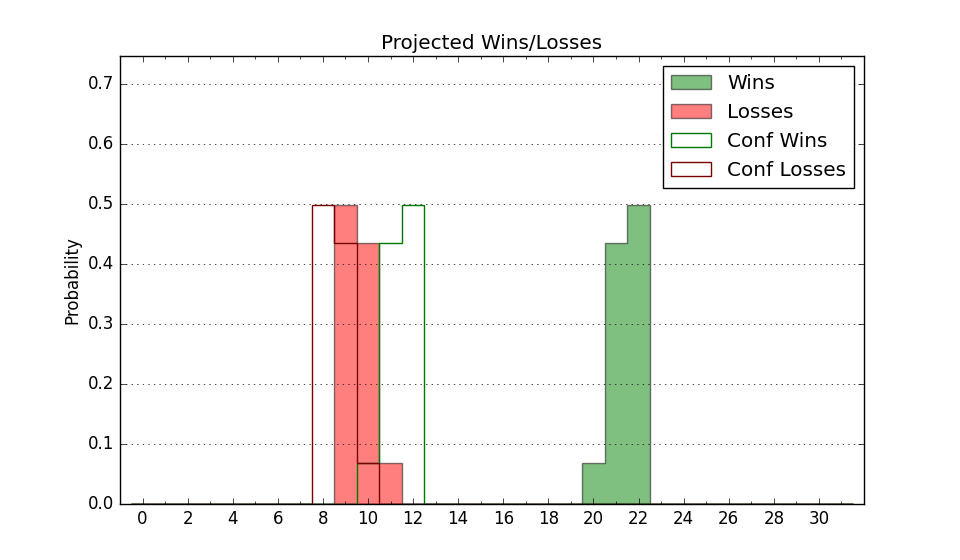 Projected Wins/Losses
0.7
0.6
0.5
0.4
0.3
0.2
0.1
0.0
Probability
Wins
Losses
Conf Wins
Conf Losses
0 2 4 6 8 10 12 14 16 18 20 22 24 26 28 30